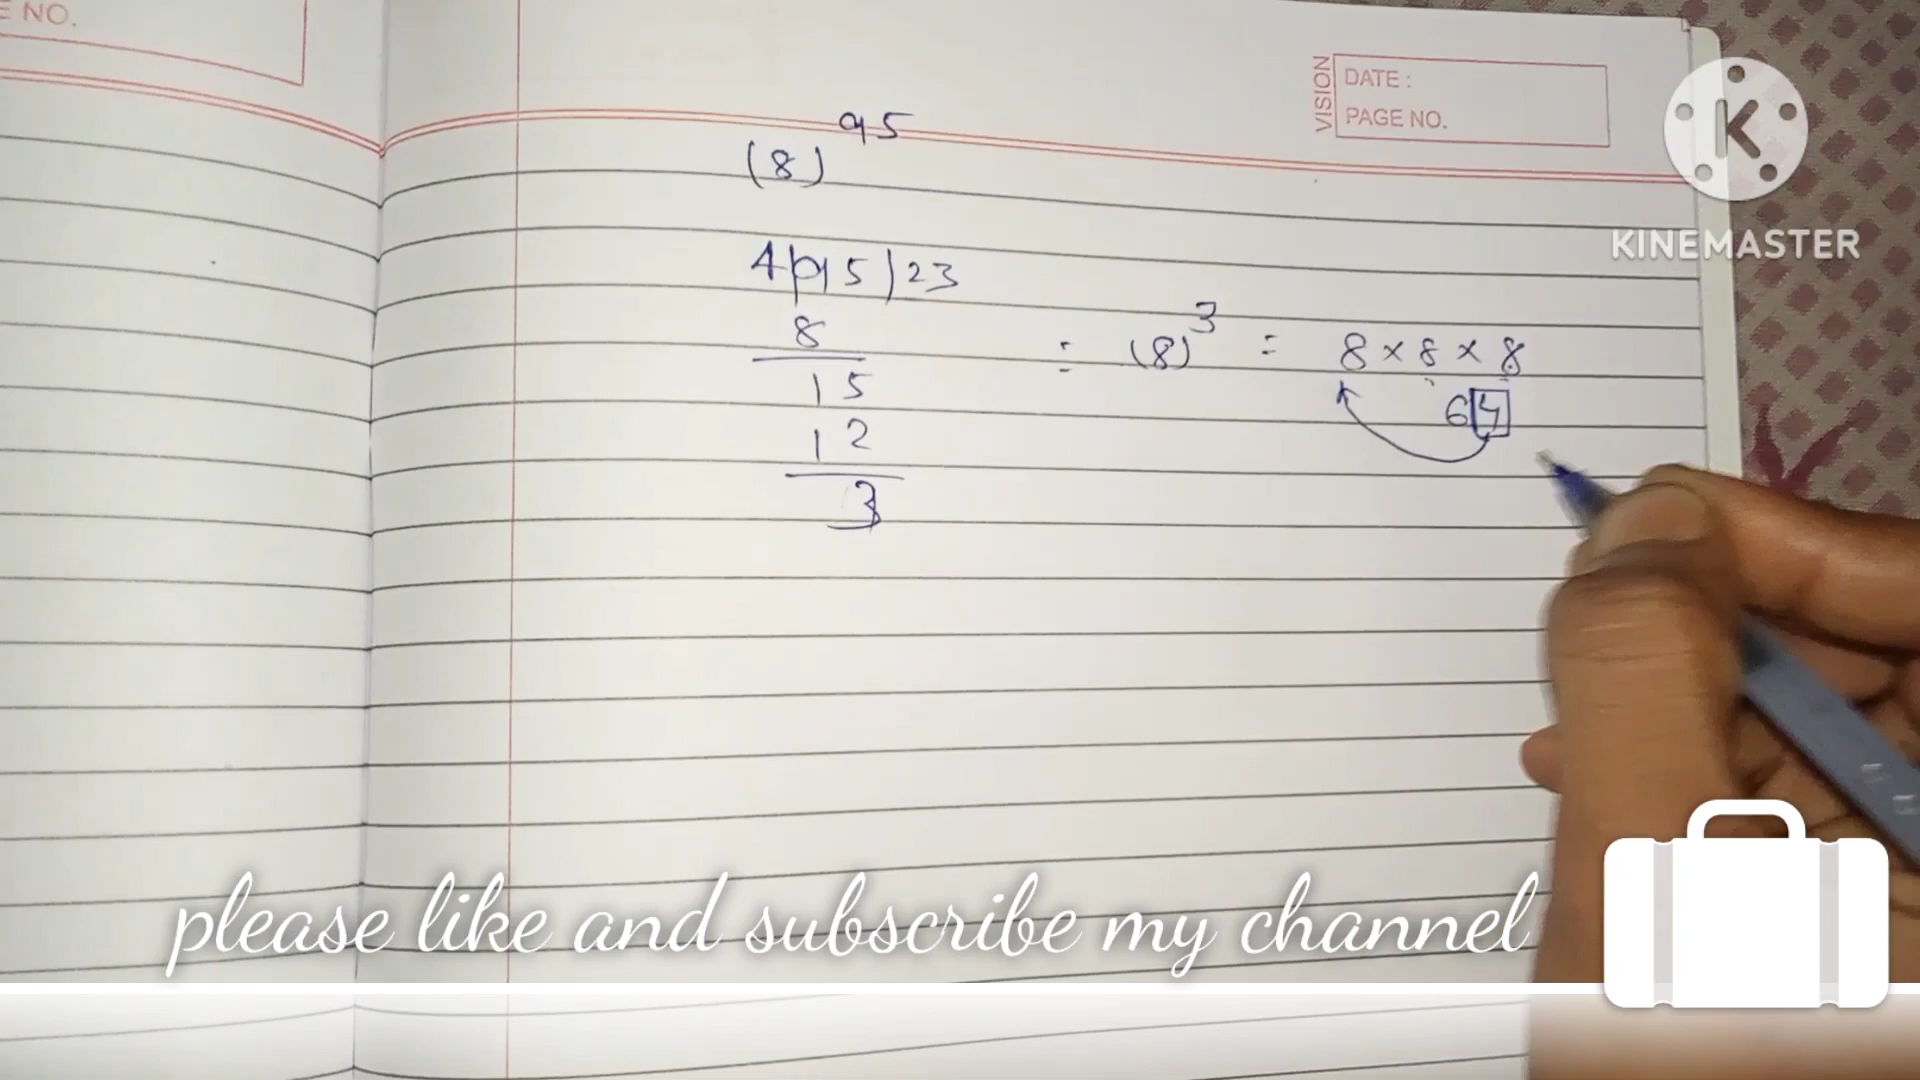 E NO.
VISION
DATE :
PAGE NO.
KINEMASTER
(8)^95
4|95|23
8
15
12
3
= (8)^3 = 8 × 8 × 8
64
please like and subscribe my channel